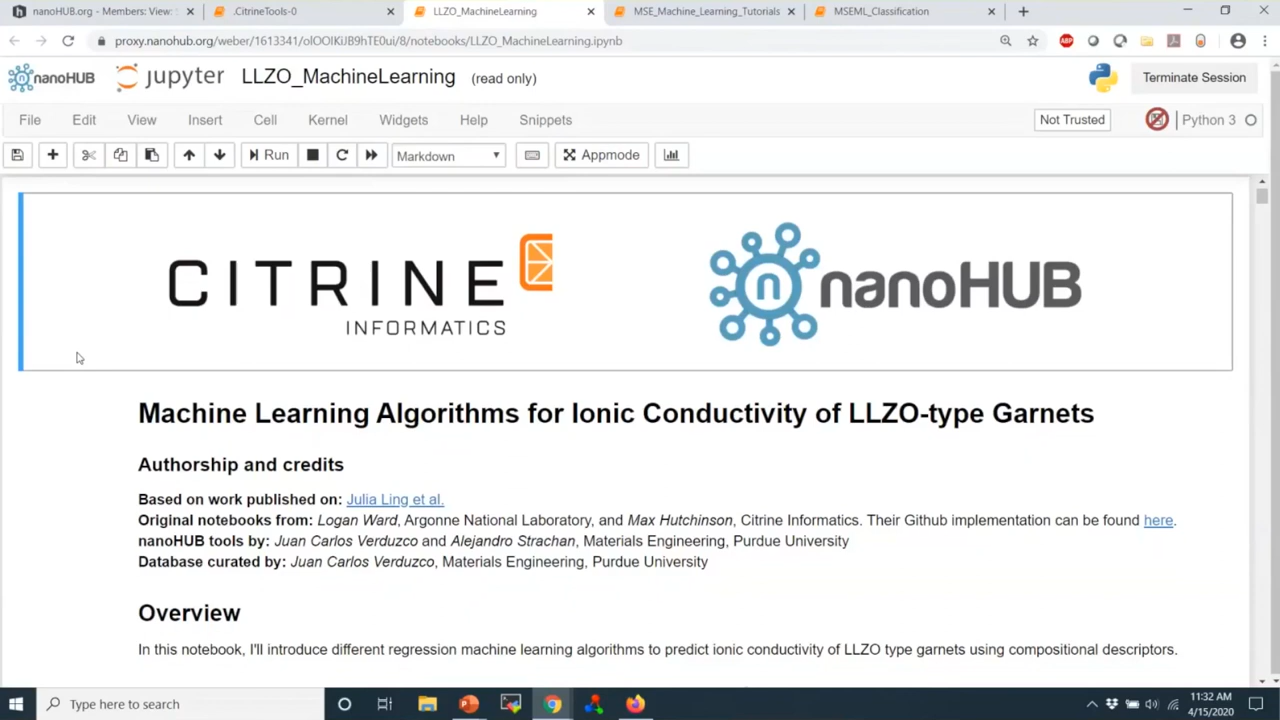 nanoHUB.org - Members: View:
.CitrineTools-0
LLZO_MachineLearning
MSE_Machine_Learning_Tutorials
MSEML_Classification
proxy.nanohub.org/weber/1613341/olOOlKiJB9hTE0ui/8/notebooks/LLZO_MachineLearning.ipynb
ABP
nanoHUB
jupyter
LLZO_MachineLearning (read only)
Terminate Session
File Edit View Insert Cell Kernel Widgets Help Snippets
Not Trusted
Python 3
Run
Markdown
Appmode
CITRINE
INFORMATICS
n nanoHUB
Machine Learning Algorithms for Ionic Conductivity of LLZO-type Garnets
Authorship and credits
Based on work published on: Julia Ling et al.
Original notebooks from: Logan Ward, Argonne National Laboratory, and Max Hutchinson, Citrine Informatics. Their Github implementation can be found here.
nanoHUB tools by: Juan Carlos Verduzco and Alejandro Strachan, Materials Engineering, Purdue University
Database curated by: Juan Carlos Verduzco, Materials Engineering, Purdue University
Overview
In this notebook, I'll introduce different regression machine learning algorithms to predict ionic conductivity of LLZO type garnets using compositional descriptors.
Type here to search
11:32 AM
4/15/2020